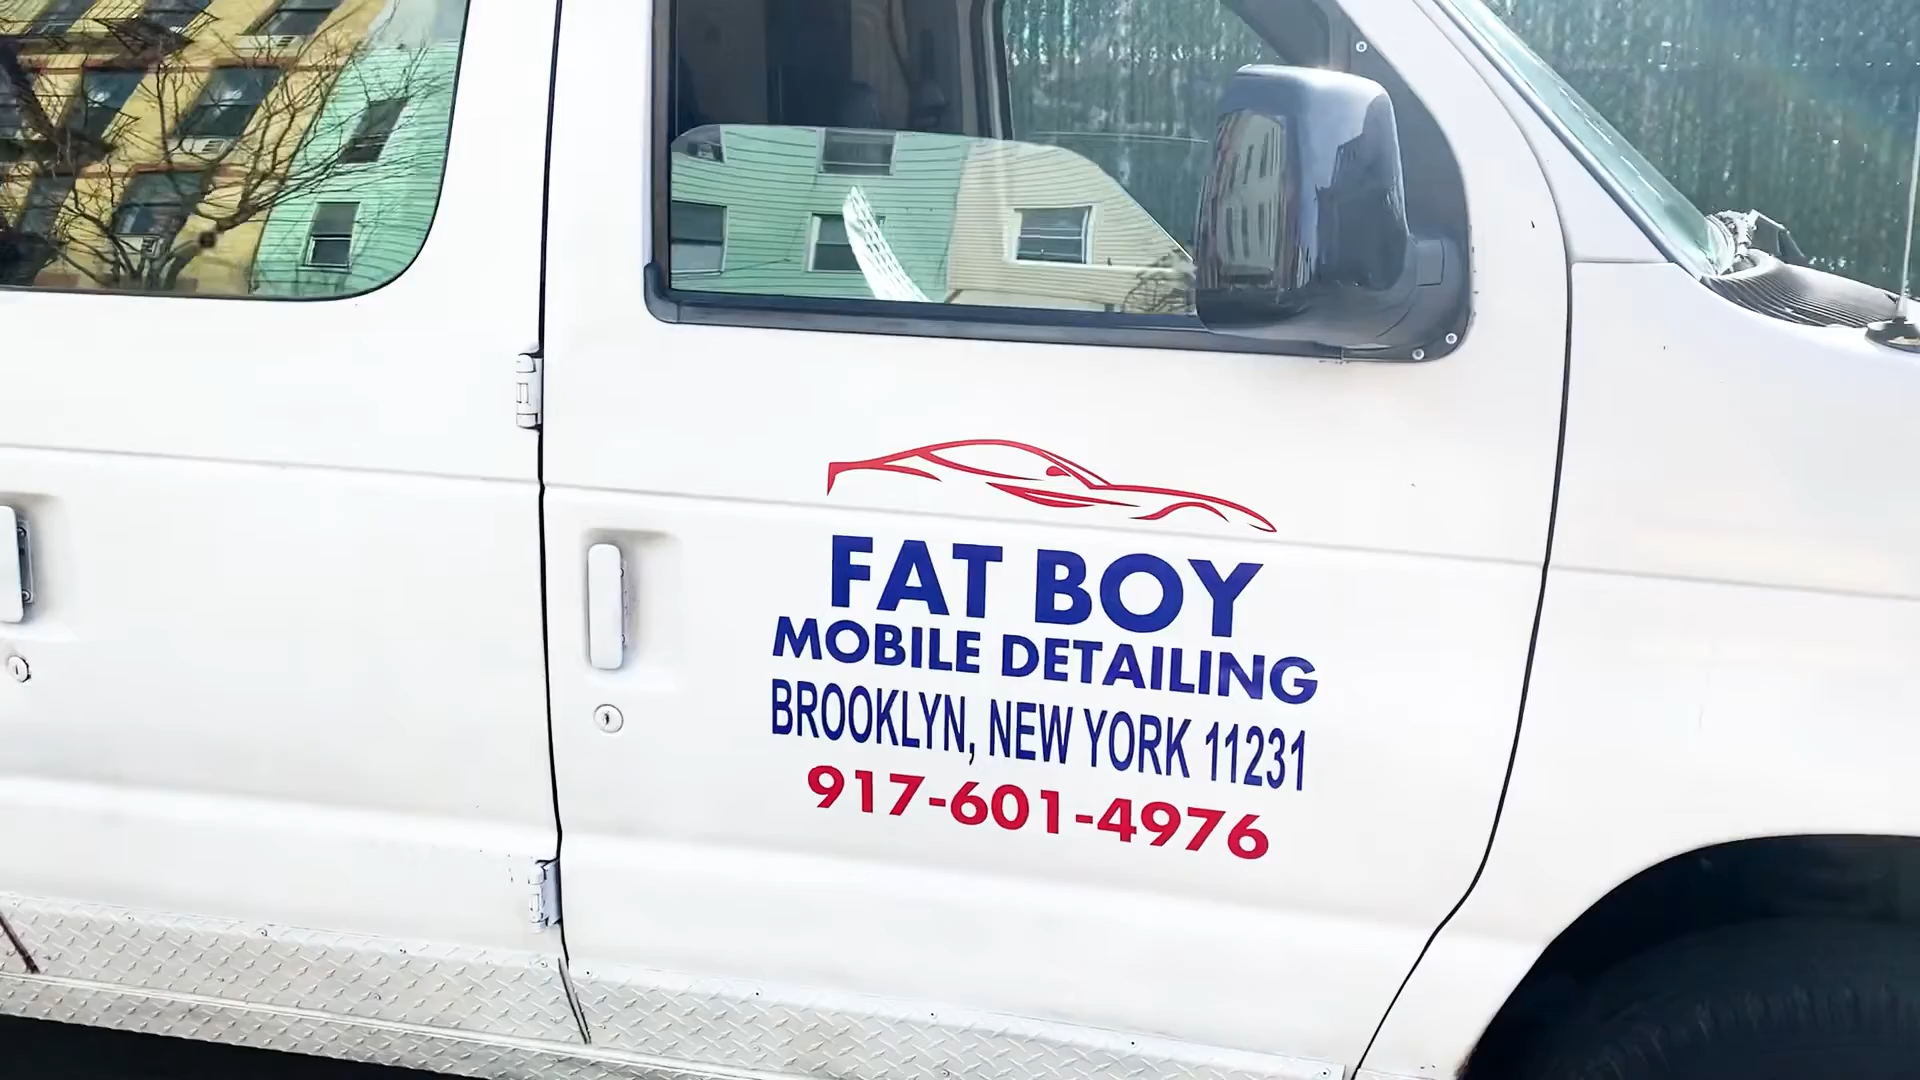 FAT BOY
MOBILE DETAILING
BROOKLYN, NEW YORK 11231
917-601-4976